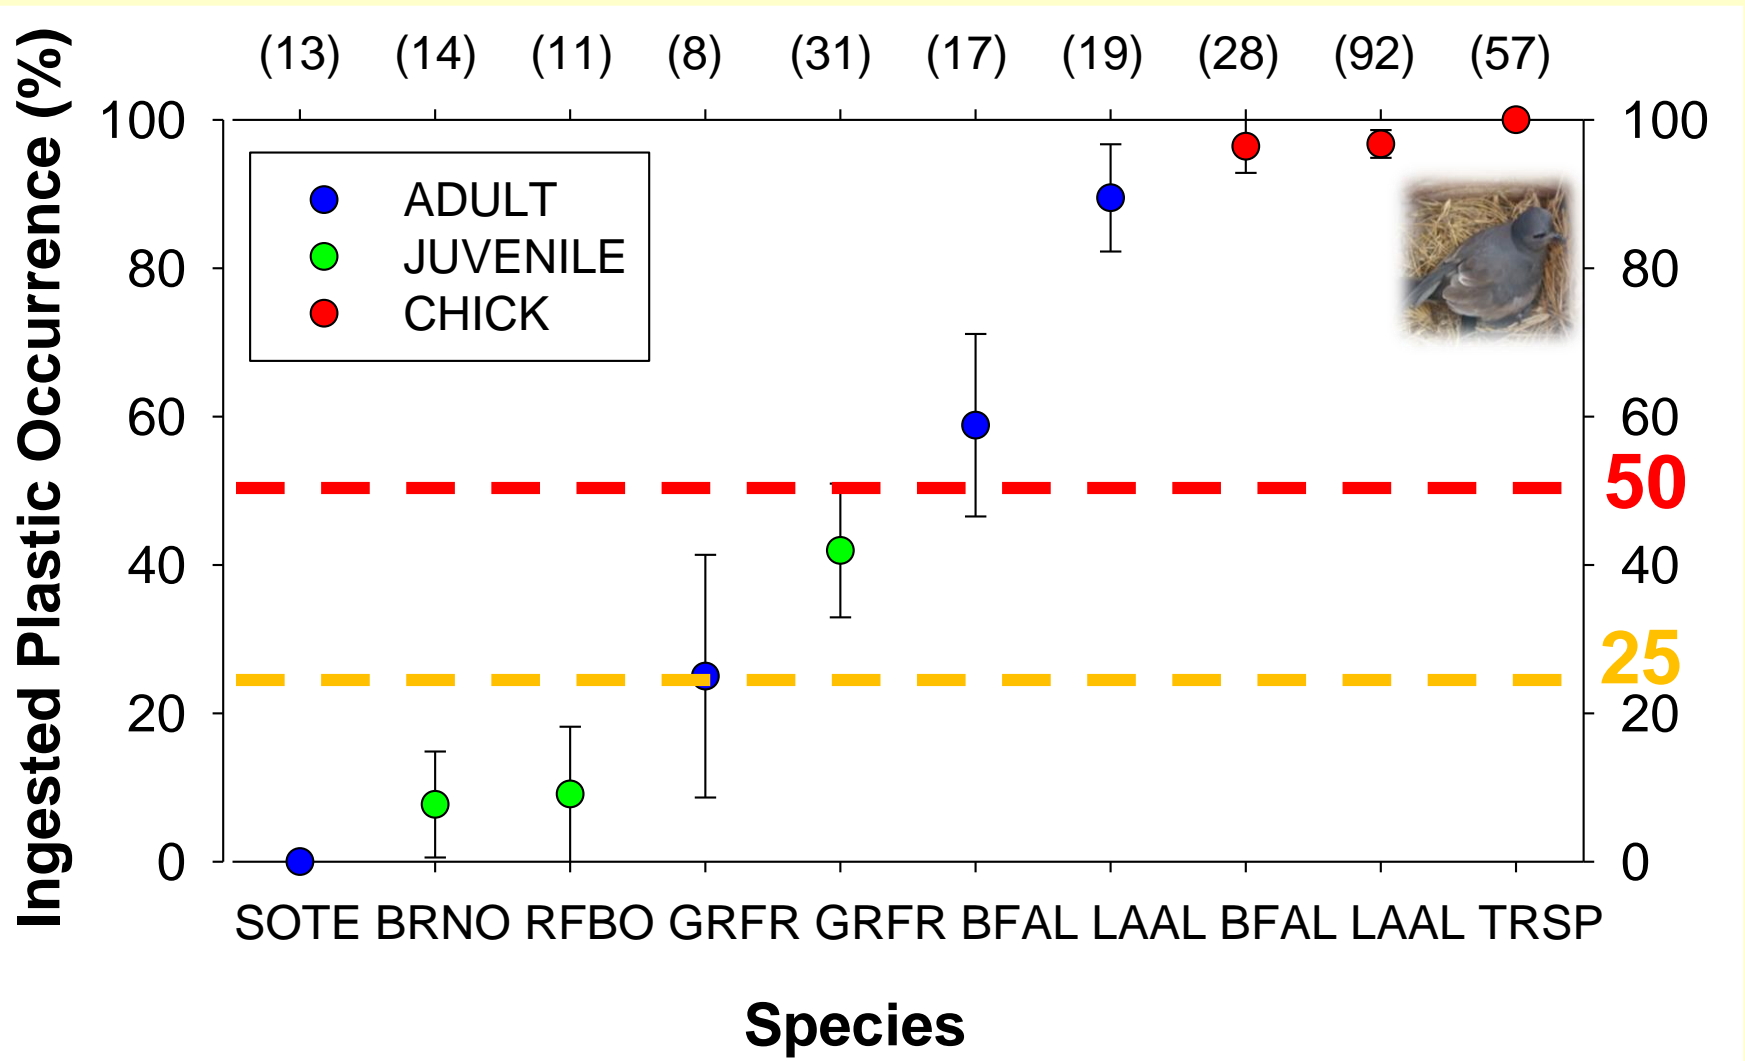 (13) (14) (11) (8) (31) (17) (19) (28) (92) (57)
Ingested Plastic Occurrence (%)
100 100
ADULT
JUVENILE
CHICK
80 80
60 60
50
40 40
25
20 20
0 0
SOTE BRNO RFBO GRFR GRFR BFAL LAAL BFAL LAAL TRSP
Species